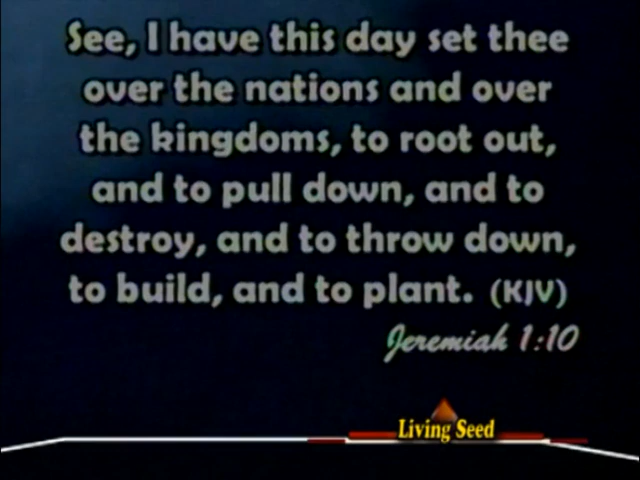 See, I have this day set thee
over the nations and over
the kingdoms, to root out,
and to pull down, and to
destroy, and to throw down,
to build, and to plant. (KJV)
Jeremiah 1:10
Living Seed